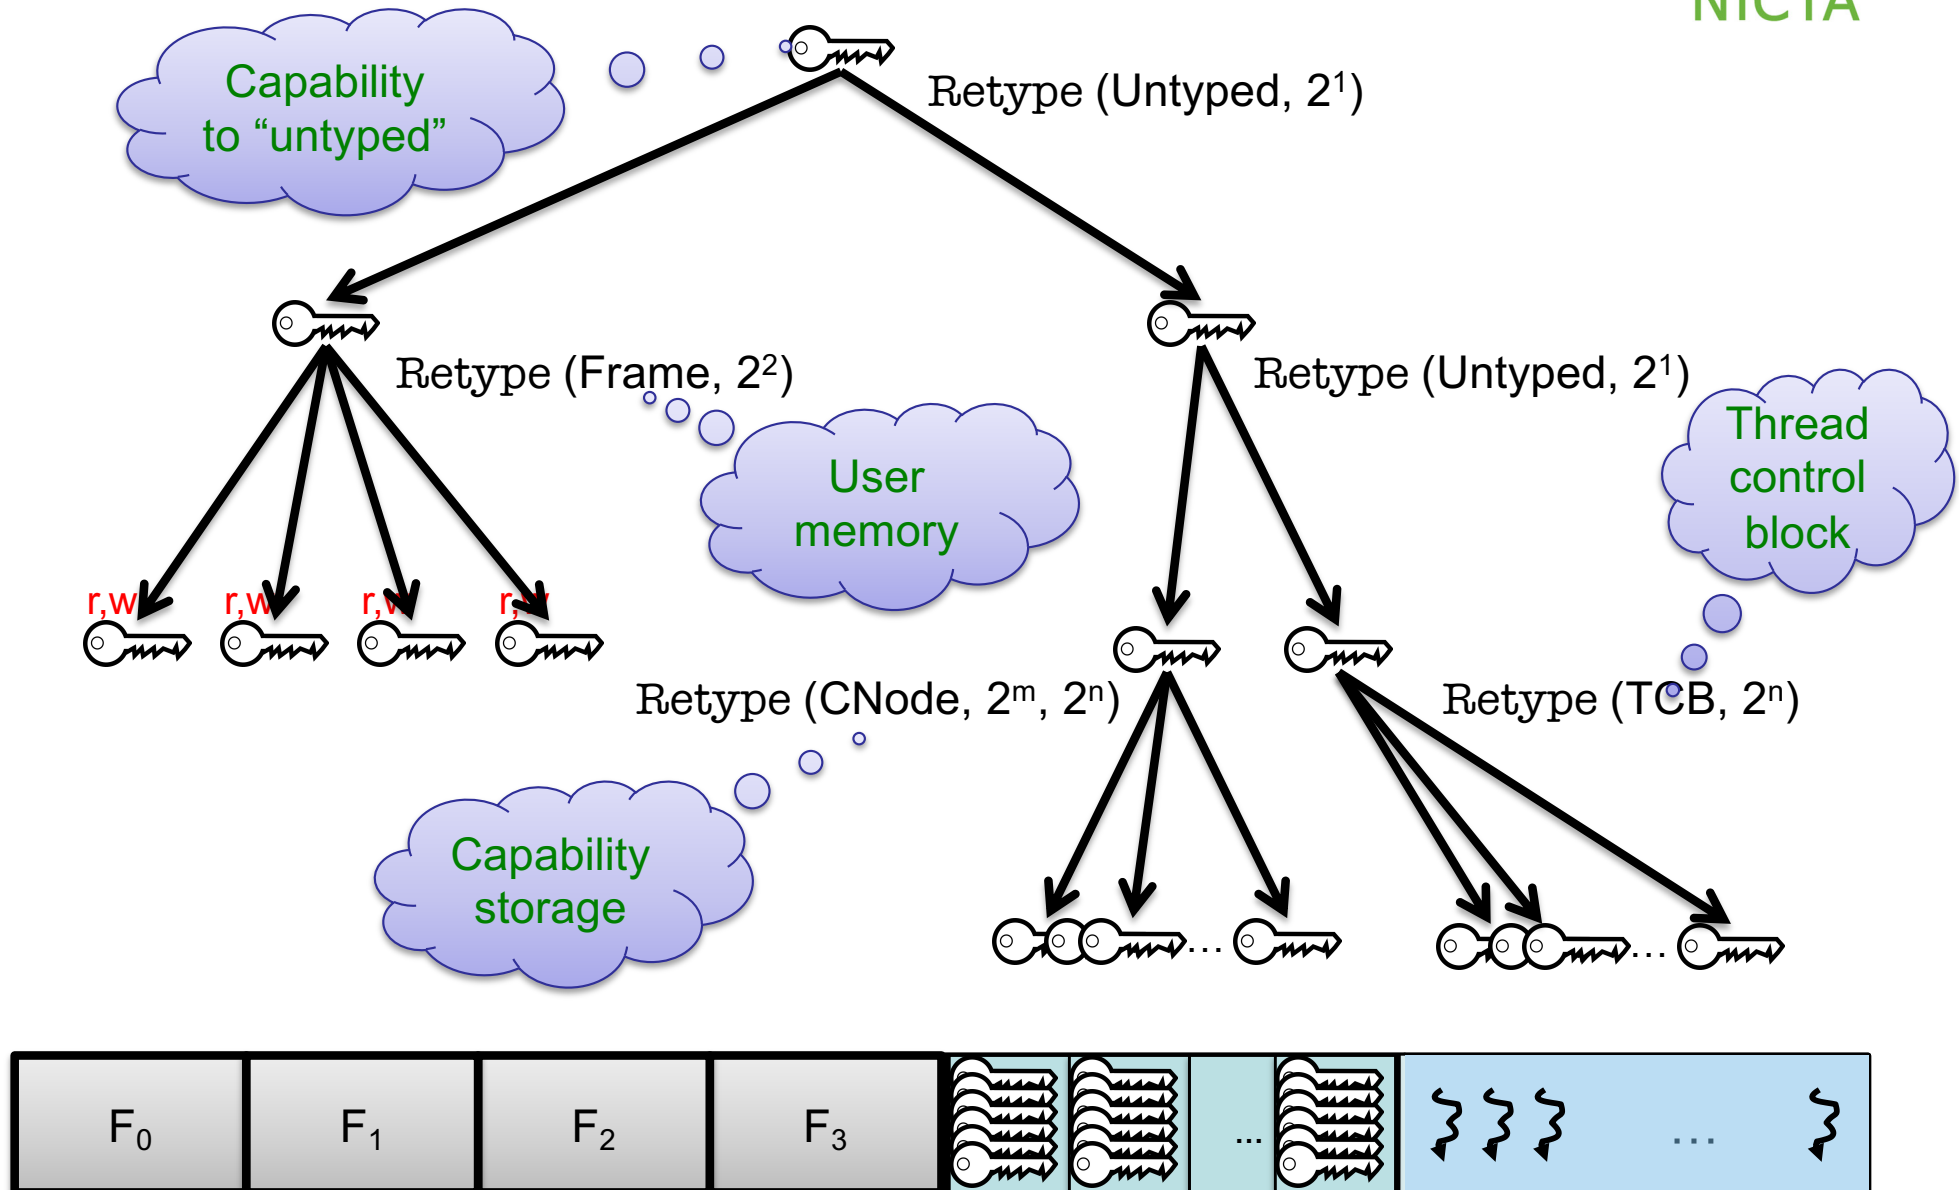 NICTA
Capability
to “untyped”
Retype (Untyped, 2¹)
Retype (Frame, 2²)
Retype (Untyped, 2¹)
User
memory
Thread
control
block
r,w
r,w
r,w
r,w
Retype (CNode, 2ᵐ, 2ⁿ)
Retype (TCB, 2ⁿ)
Capability
storage
...
...
F₀ F₁ F₂ F₃ ... ...